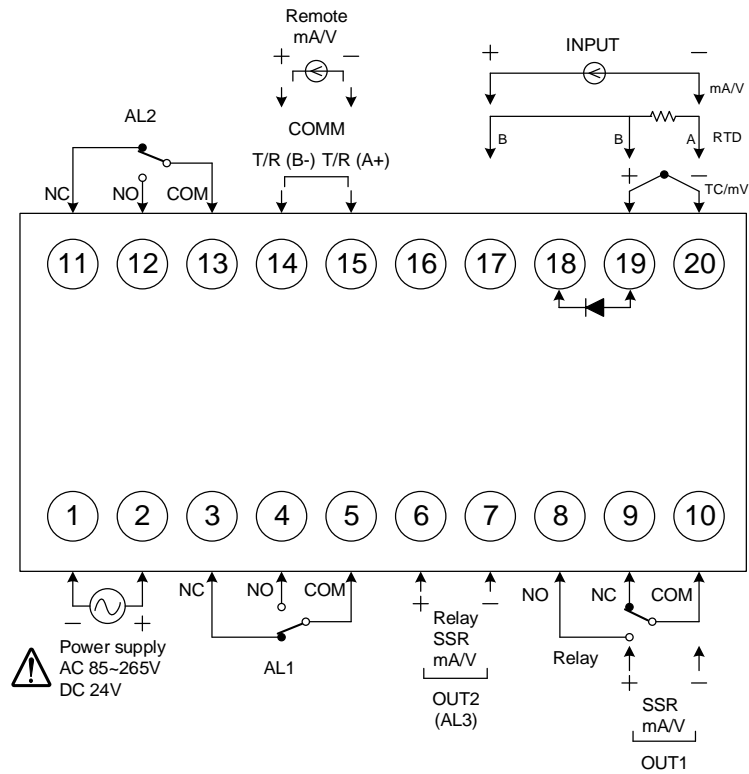 Remote
mA/V
+ −
INPUT
+ −
mA/V
AL2
COMM
B B A RTD
T/R (B-) T/R (A+)
+ − TC/mV
NC NO COM
11 12 13 14 15 16 17 18 19 20
1 2 3 4 5 6 7 8 9 10
− +
Power supply
AC 85~265V
DC 24V
NC NO COM
AL1
+ −
Relay
SSR
mA/V
OUT2
(AL3)
NO NC COM
Relay
+ −
SSR
mA/V
OUT1